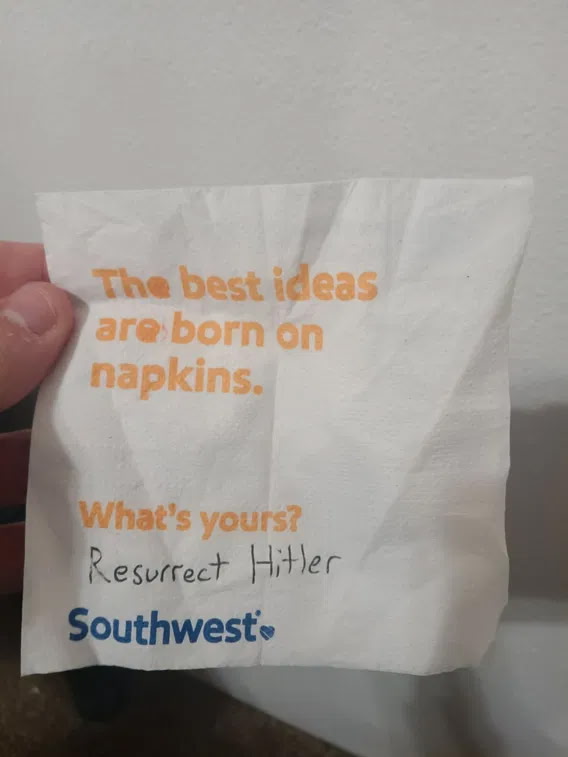 The best ideas
are born on
napkins.
What's yours?
Resurrect Hitler
Southwest